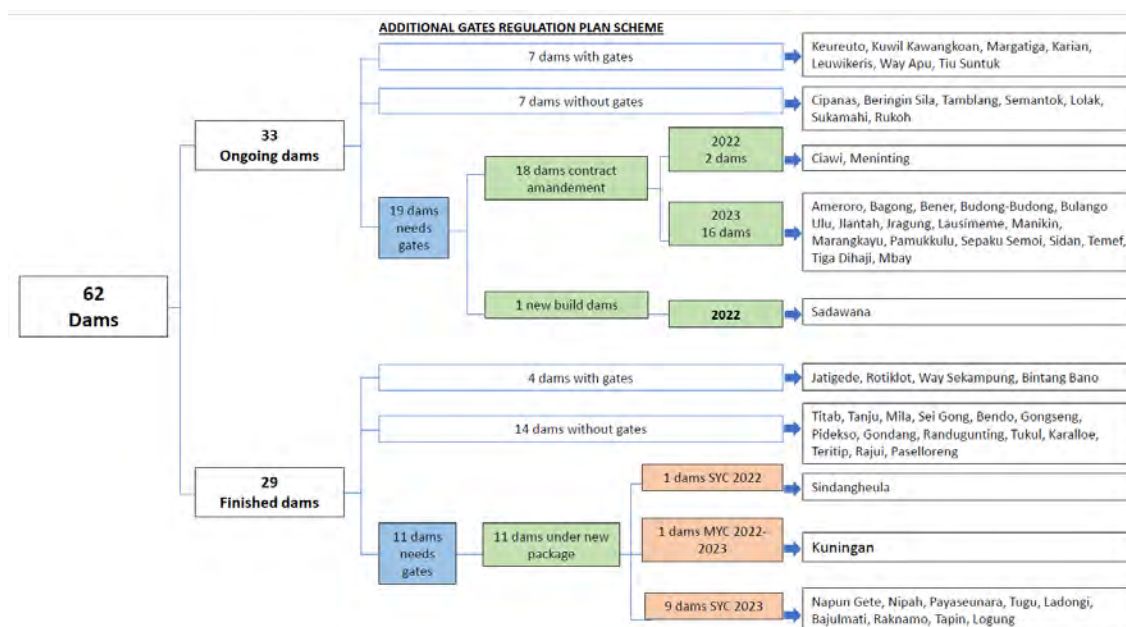 ADDITIONAL GATES REGULATION PLAN SCHEME
62
Dams
33
Ongoing dams
7 dams with gates
Keureuto, Kuwil Kawangkoan, Margatiga, Karian,
Leuwikeris, Way Apu, Tiu Suntuk
7 dams without gates
Cipanas, Beringin Sila, Tamblang, Semantok, Lolak,
Sukamahi, Rukoh
19 dams
needs
gates
18 dams contract
amandement
2022
2 dams
Ciawi, Meninting
2023
16 dams
Ameroro, Bagong, Bener, Budong-Budong, Bulango
Ulu, Jlantah, Jragung, Lausimeme, Manikin,
Marangkayu, Pamukkulu, Sepaku Semoi, Sidan, Temef,
Tiga Dihaji, Mbay
1 new build dams
2022
Sadawana
29
Finished dams
4 dams with gates
Jatigede, Rotiklot, Way Sekampung, Bintang Bano
14 dams without gates
Titab, Tanju, Mila, Sei Gong, Bendo, Gongseng,
Pidekso, Gondang, Randugunting, Tukul, Karalloe,
Teritip, Rajui, Paselloreng
11 dams
needs
gates
11 dams under new
package
1 dams SYC 2022
Sindangheula
1 dams MYC 2022-
2023
Kuningan
9 dams SYC 2023
Napun Gete, Nipah, Payaseunara, Tugu, Ladongi,
Bajulmati, Raknamo, Tapin, Logung